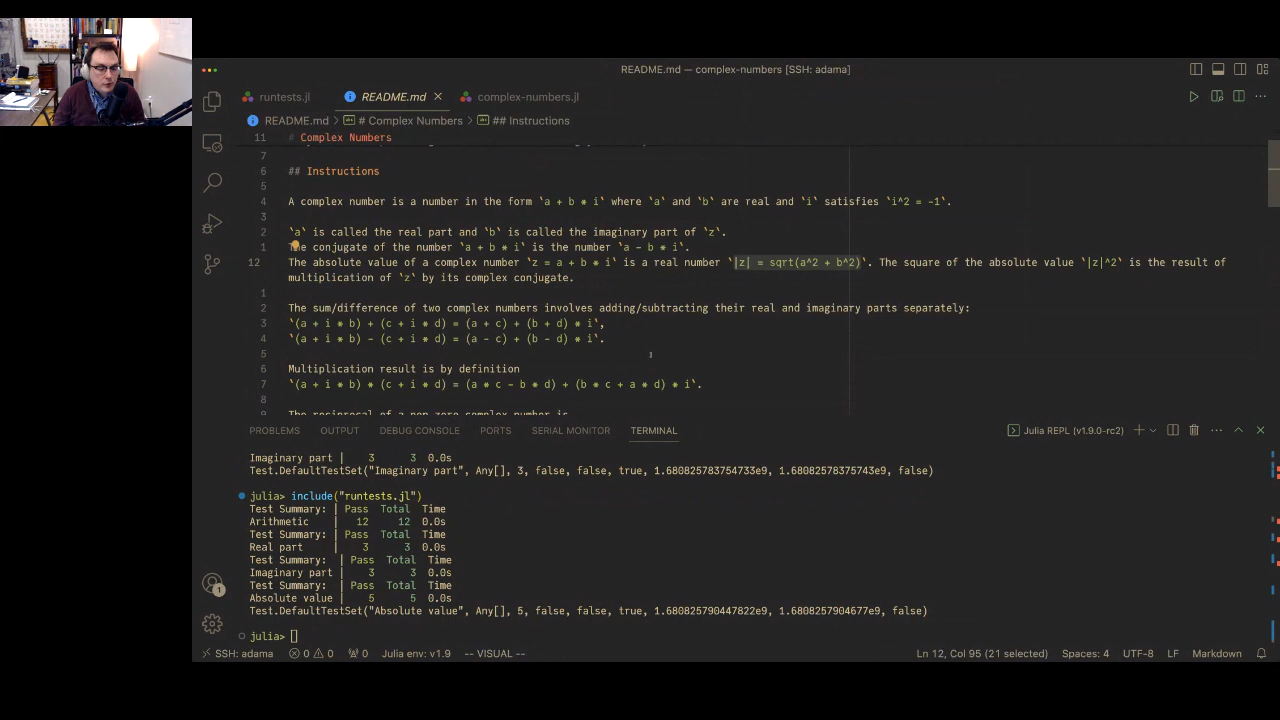 README.md — complex-numbers [SSH: adama]
runtests.jl
README.md
complex-numbers.jl
README.md > # Complex Numbers > ## Instructions
11 # Complex Numbers
7
6 ## Instructions
5
4 A complex number is a number in the form `a + b * i` where `a` and `b` are real and `i` satisfies `i^2 = -1`.
3
2 `a` is called the real part and `b` is called the imaginary part of `z`.
1 The conjugate of the number `a + b * i` is the number `a - b * i`.
12 The absolute value of a complex number `z = a + b * i` is a real number `|z| = sqrt(a^2 + b^2)`. The square of the absolute value `|z|^2` is the result of
multiplication of `z` by its complex conjugate.
1
2 The sum/difference of two complex numbers involves adding/subtracting their real and imaginary parts separately:
3 `(a + i * b) + (c + i * d) = (a + c) + (b + d) * i`,
4 `(a + i * b) - (c + i * d) = (a - c) + (b - d) * i`.
5
6 Multiplication result is by definition
7 `(a + i * b) * (c + i * d) = (a * c - b * d) + (b * c + a * d) * i`.
8
9 The reciprocal of a non-zero complex number is
PROBLEMS OUTPUT DEBUG CONSOLE PORTS SERIAL MONITOR TERMINAL
Julia REPL (v1.9.0-rc2)
Imaginary part | 3 3 0.0s
Test.DefaultTestSet("Imaginary part", Any[], 3, false, false, true, 1.680825783754733e9, 1.68082578375743e9, false)
julia> include("runtests.jl")
Test Summary: | Pass Total Time
Arithmetic | 12 12 0.0s
Test Summary: | Pass Total Time
Real part | 3 3 0.0s
Test Summary: | Pass Total Time
Imaginary part | 3 3 0.0s
Test Summary: | Pass Total Time
Absolute value | 5 5 0.0s
Test.DefaultTestSet("Absolute value", Any[], 5, false, false, true, 1.680825790447822e9, 1.6808257904677e9, false)
julia>
1
SSH: adama 0 0 0 Julia env: v1.9 -- VISUAL -- Ln 12, Col 95 (21 selected) Spaces: 4 UTF-8 LF Markdown